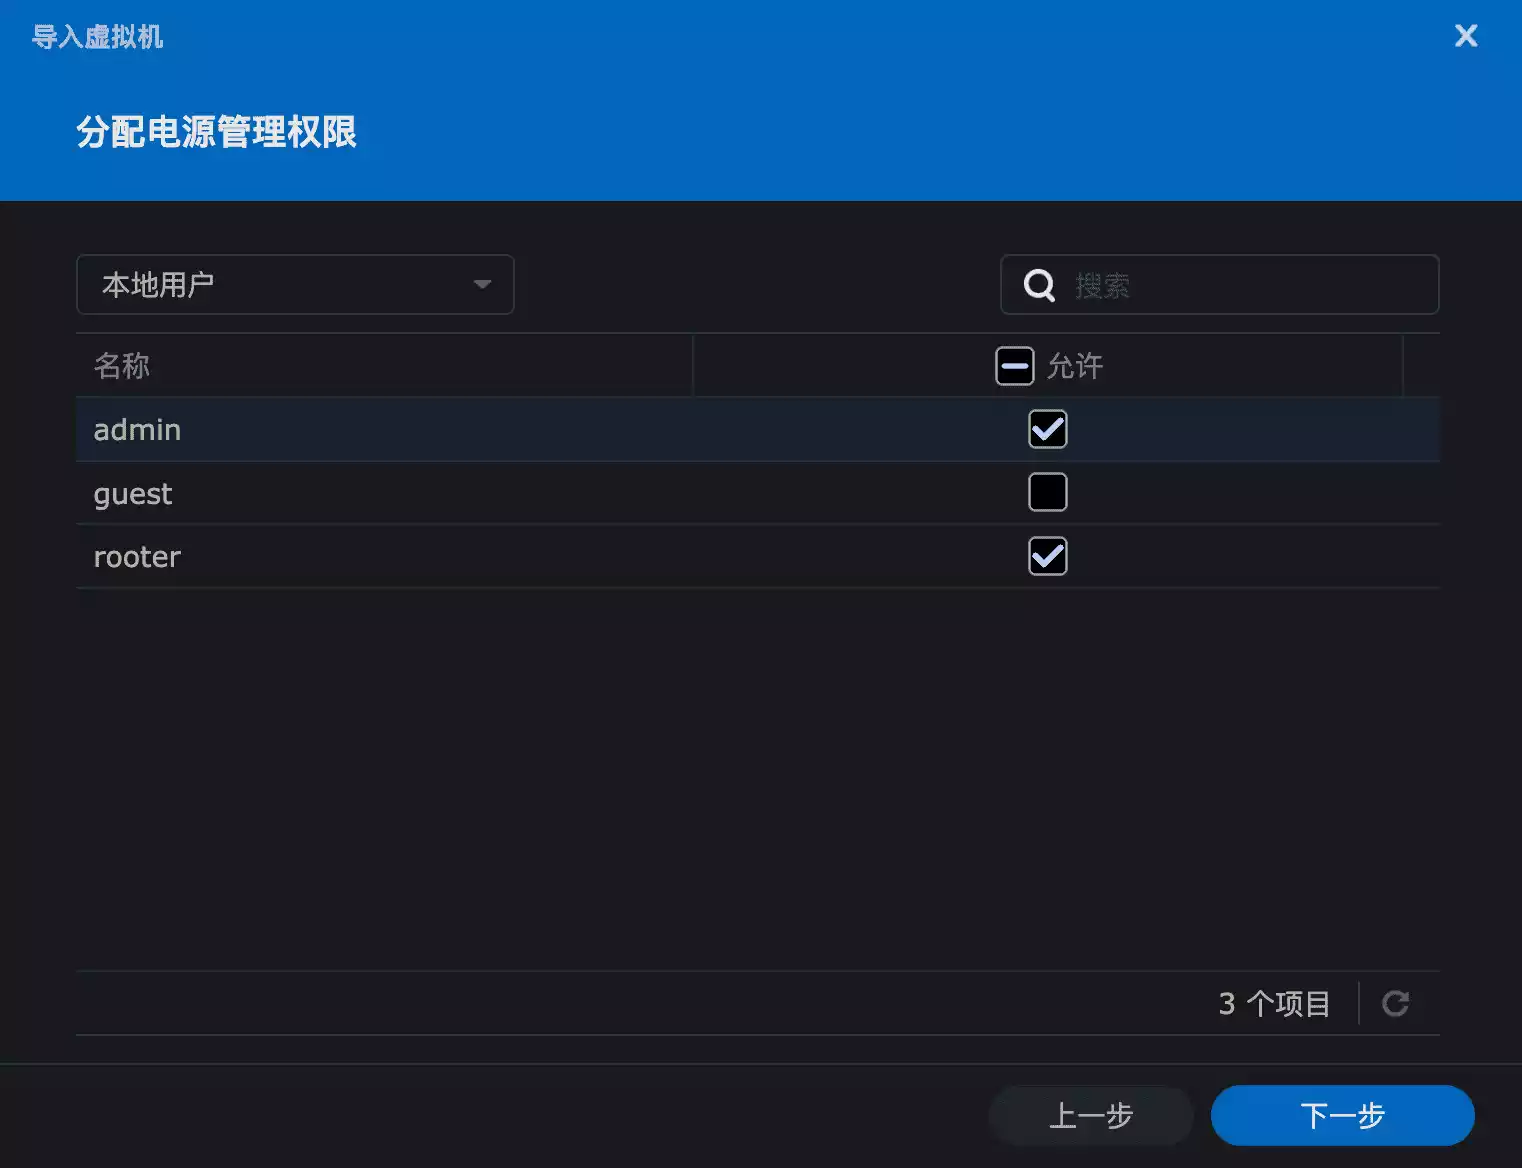 导入虚拟机
分配电源管理权限
本地用户
搜索
名称 允许
admin
guest
rooter
3 个项目
上一步 下一步